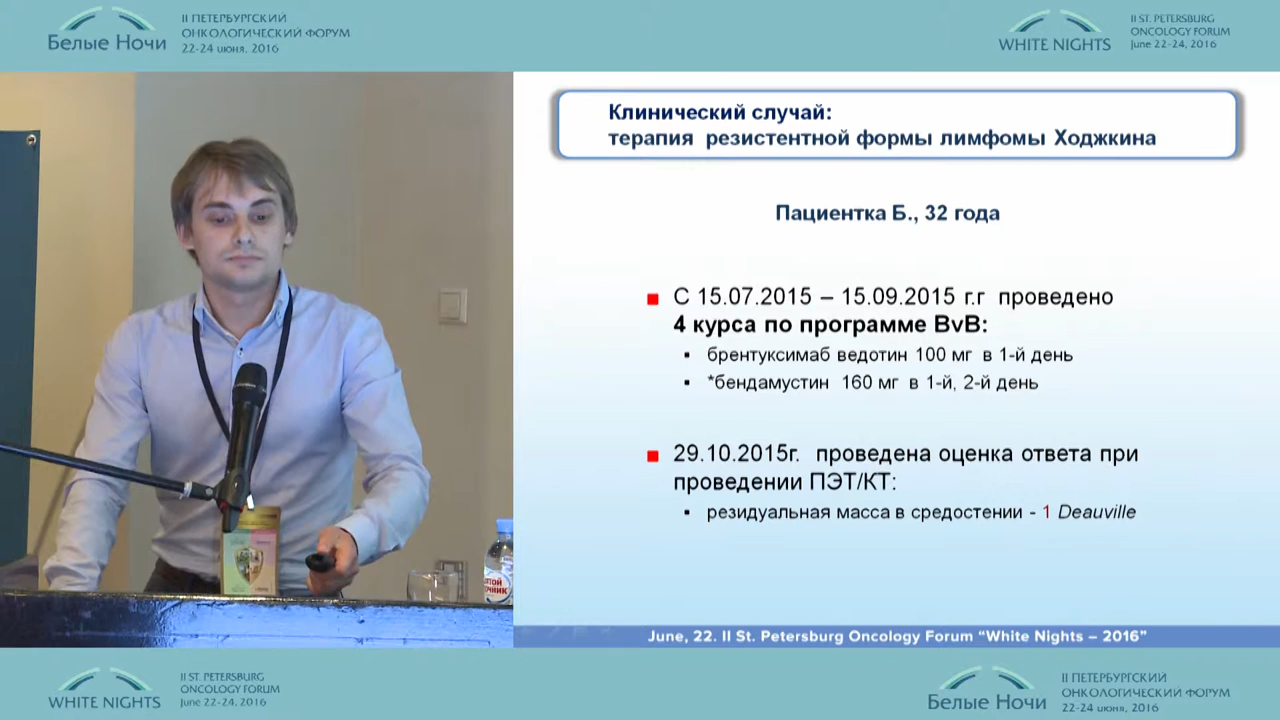 Белые Ночи
II ПЕТЕРБУРГСКИЙ
ОНКОЛОГИЧЕСКИЙ ФОРУМ
22-24 июня, 2016
WHITE NIGHTS
II ST. PETERSBURG
ONCOLOGY FORUM
June 22-24, 2016
Клинический случай:
терапия резистентной формы лимфомы Ходжкина
Пациентка Б., 32 года
С 15.07.2015 – 15.09.2015 г.г проведено
4 курса по программе BvB:
брентуксимаб ведотин 100 мг в 1-й день
*бендамустин 160 мг в 1-й, 2-й день
29.10.2015г. проведена оценка ответа при
проведении ПЭТ/КТ:
резидуальная масса в средостении - 1 Deauville
June, 22. II St. Petersburg Oncology Forum “White Nights – 2016”
WHITE NIGHTS
II ST. PETERSBURG
ONCOLOGY FORUM
June 22-24, 2016
Белые Ночи
II ПЕТЕРБУРГСКИЙ
ОНКОЛОГИЧЕСКИЙ ФОРУМ
22-24 июня, 2016